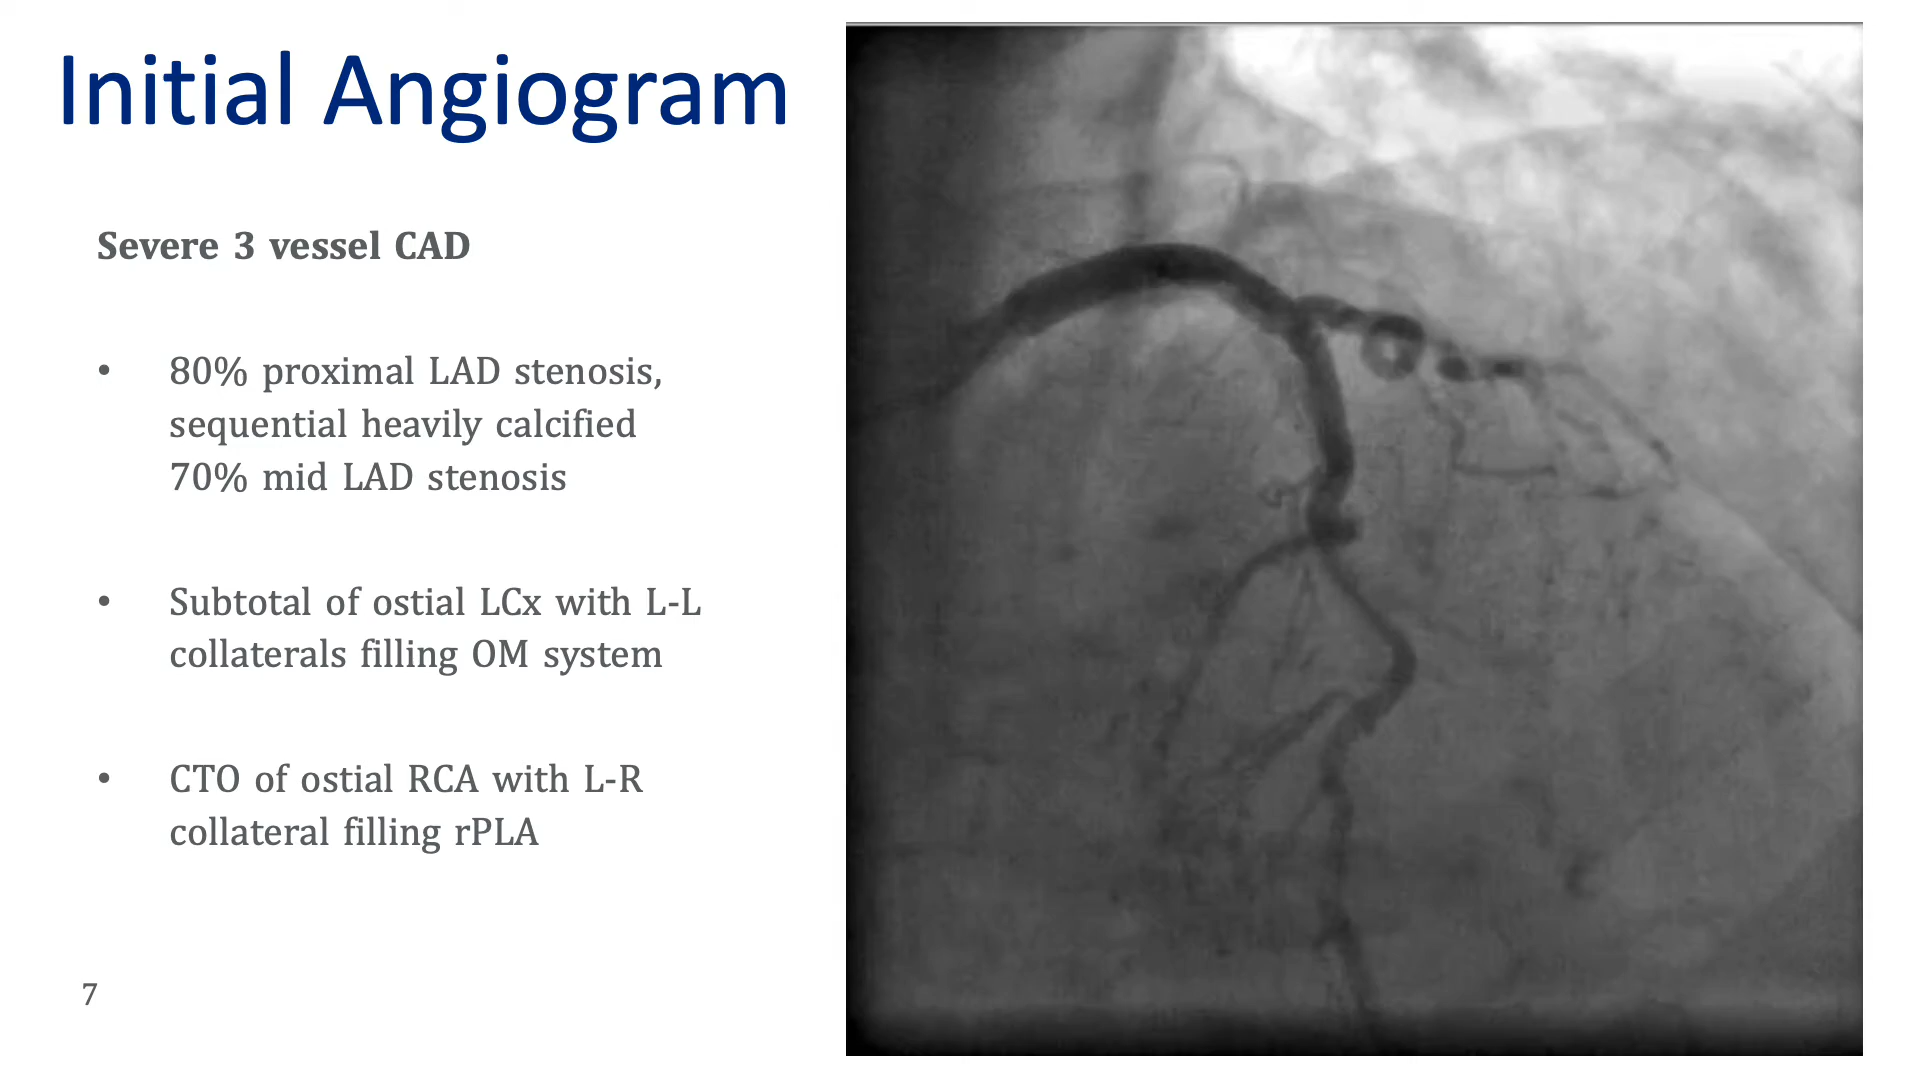 Initial Angiogram
Severe 3 vessel CAD
• 80% proximal LAD stenosis,
sequential heavily calcified
70% mid LAD stenosis
• Subtotal of ostial LCx with L-L
collaterals filling OM system
• CTO of ostial RCA with L-R
collateral filling rPLA
7